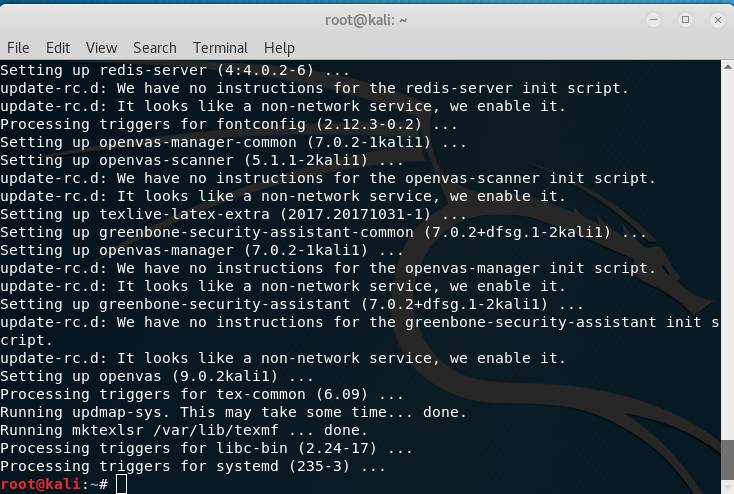 root@kali: ~
File Edit View Search Terminal Help
Setting up redis-server (4:4.0.2-6) ...
update-rc.d: We have no instructions for the redis-server init script.
update-rc.d: It looks like a non-network service, we enable it.
Processing triggers for fontconfig (2.12.3-0.2) ...
Setting up openvas-manager-common (7.0.2-1kali1) ...
Setting up openvas-scanner (5.1.1-2kali1) ...
update-rc.d: We have no instructions for the openvas-scanner init script.
update-rc.d: It looks like a non-network service, we enable it.
Setting up texlive-latex-extra (2017.20171031-1) ...
Setting up greenbone-security-assistant-common (7.0.2+dfsg.1-2kali1) ...
Setting up openvas-manager (7.0.2-1kali1) ...
update-rc.d: We have no instructions for the openvas-manager init script.
update-rc.d: It looks like a non-network service, we enable it.
Setting up greenbone-security-assistant (7.0.2+dfsg.1-2kali1) ...
update-rc.d: We have no instructions for the greenbone-security-assistant init s
cript.
update-rc.d: It looks like a non-network service, we enable it.
Setting up openvas (9.0.2kali1) ...
Processing triggers for tex-common (6.09) ...
Running updmap-sys. This may take some time... done.
Running mktexlsr /var/lib/texmf ... done.
Processing triggers for libc-bin (2.24-17) ...
Processing triggers for systemd (235-3) ...
root@kali:~#